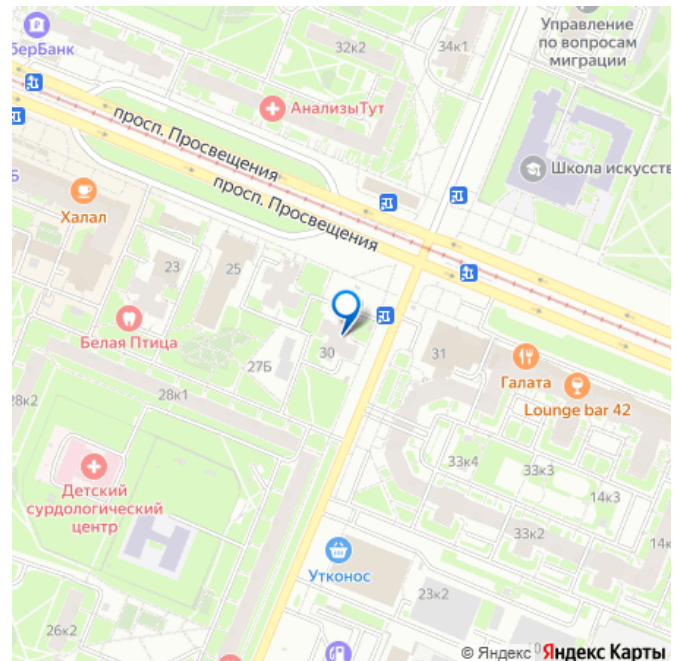 Управление
по вопросам
миграции
берБанк
32к2
34к1
АнализыТут
просп. Просвещения
Школа искусств
просп. Просвещения
Б
Халал
23
25
Белая Птица
30
31
27Б
Галата
28к1
28к2
Lounge bar 42
33к4
33к3
Детский
сурдологический
центр
14к3
33к2
14к
Утконос
23к2
26к2
© Яндекс
Яндекс Карты